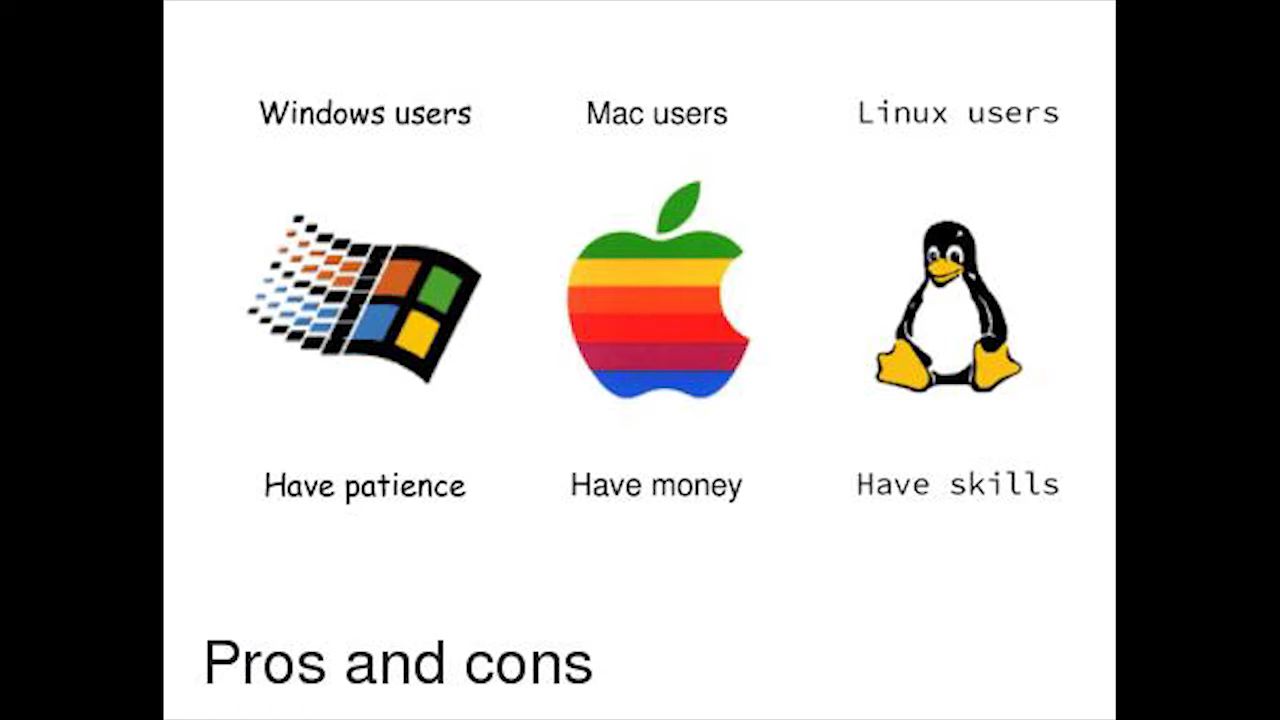 Windows users
Mac users
Linux users
Have patience
Have money
Have skills
Pros and cons